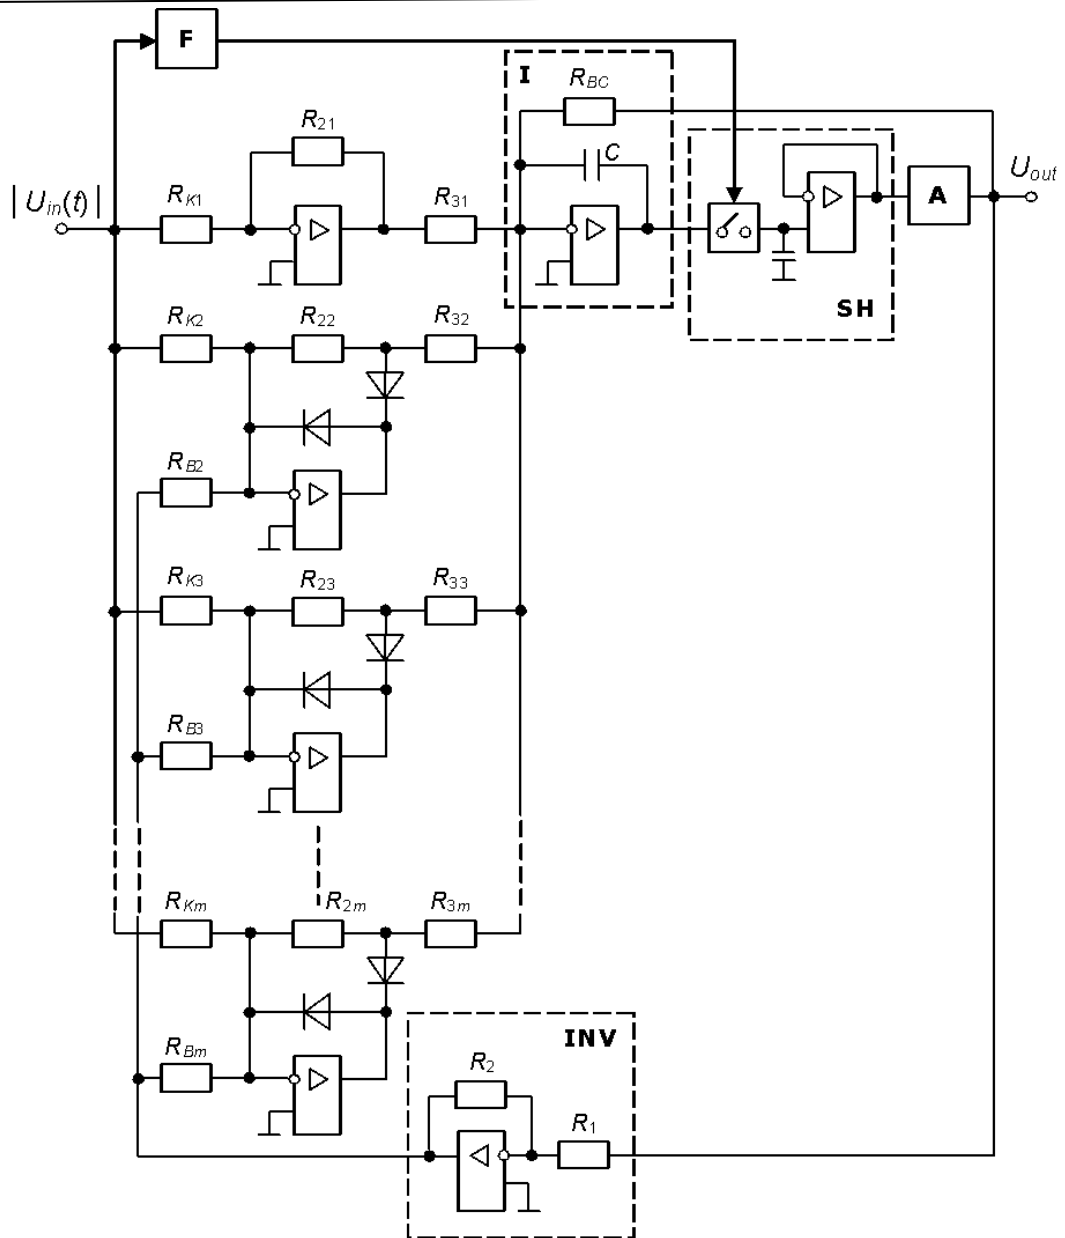 F
I
R_BC
R_21
C
|U_in(t)|
R_K1
R_31
A
U_out
SH
R_K2
R_22
R_32
R_B2
R_K3
R_23
R_33
R_B3
R_Km
R_2m
R_3m
R_Bm
INV
R_2
R_1